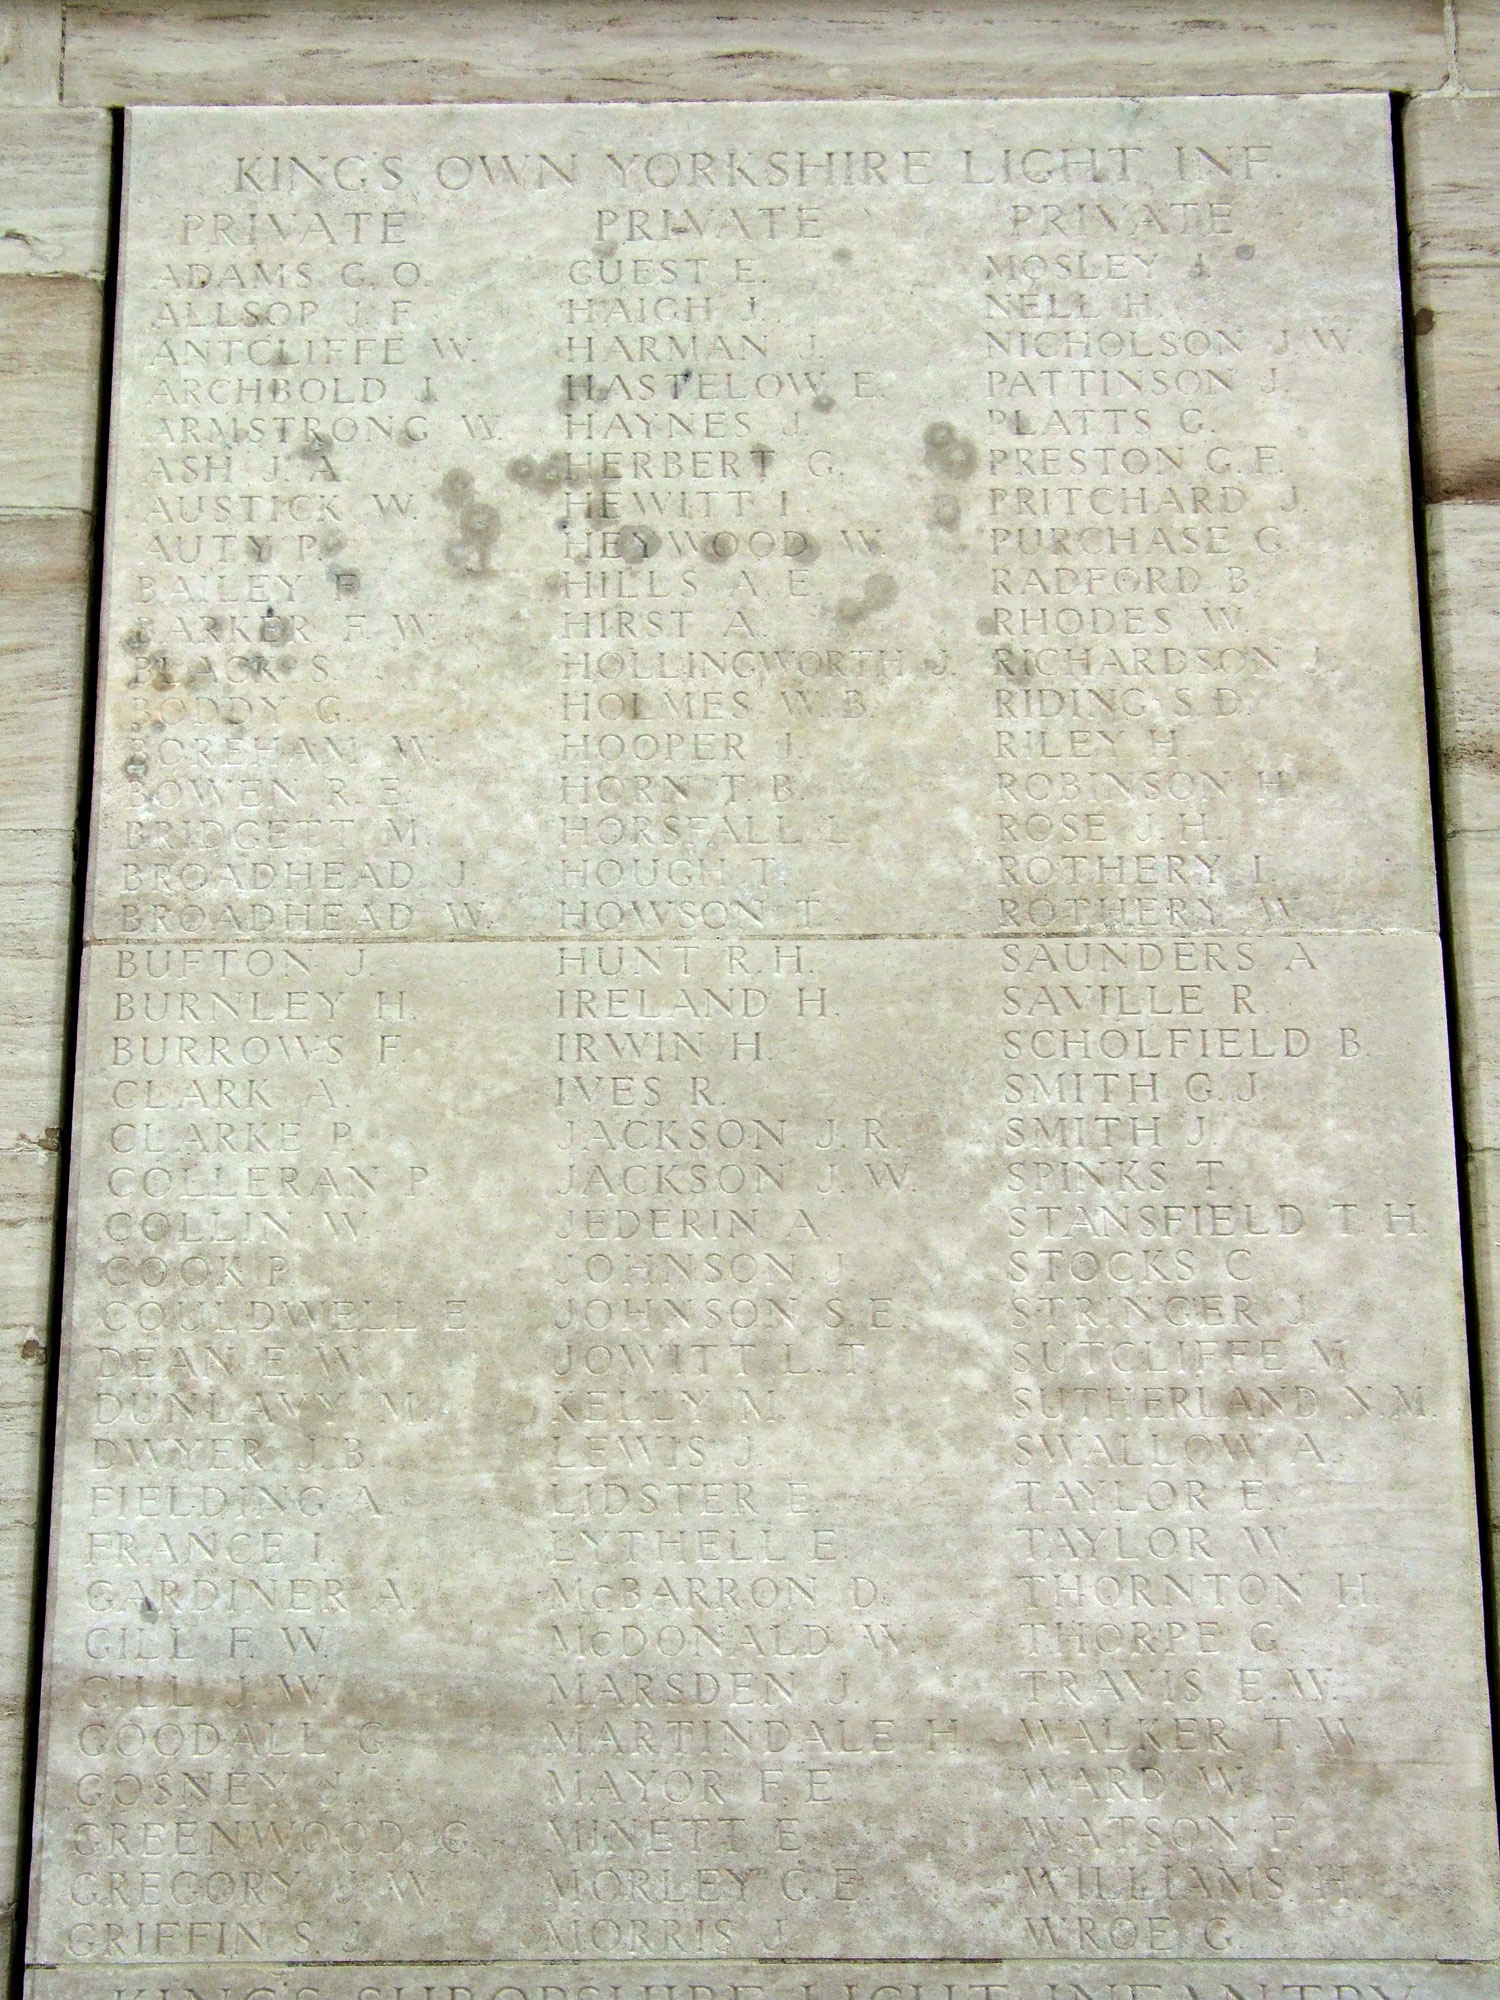 KING'S OWN YORKSHIRE LIGHT INF.
PRIVATE
ADAMS G. O.
ALLSOP J. F.
ANTCLIFFE W.
ARCHBOLD J.
ARMSTRONG W.
ASH J. A.
AUSTICK W.
AUTY P.
BAILEY F.
BARKER F. W.
BLACK S.
BODDY G.
BOREHAM W.
BOWEN R. E.
BRIDGETT M.
BROADHEAD J.
BROADHEAD W.
BUFTON J.
BURNLEY H.
BURROWS F.
CLARK A.
CLARKE P.
COLLERAN P.
COLLIN W.
COOK P.
COULDWELL E.
DEAN E. W.
DUNLAVY M.
DWYER J. B.
FIELDING A.
FRANCE I.
GARDINER A.
GILL F. W.
GILL J. W.
GOODALL G.
GOSNEY J.
GREENWOOD G.
GREGORY J. W.
GRIFFIN S. J.
PRIVATE
GUEST E.
HAIGH J.
HARMAN J.
HASTELOW E.
HAYNES J.
HERBERT G.
HEWITT I.
HEYWOOD W.
HILLS A. E.
HIRST A.
HOLLINGWORTH J.
HOLMES W. B.
HOOPER J.
HORN T. B.
HORSFALL L.
HOUGH T.
HOWSON T.
HUNT R. H.
IRELAND H.
IRWIN H.
IVES R.
JACKSON J. R.
JACKSON J. W.
JEDERIN A.
JOHNSON J.
JOHNSON S. E.
JOWITT L. T.
KELLY M.
LEWIS J.
LIDSTER E.
LYTHELL E.
McBARRON D.
McDONALD W.
MARSDEN J.
MARTINDALE H.
MAYOR F. E.
MINETT E.
MORLEY G. E.
MORRIS J.
PRIVATE
MOSLEY J.
NELL H.
NICHOLSON J. W.
PATTINSON J.
PLATTS G.
PRESTON G. F.
PRITCHARD J.
PURCHASE G.
RADFORD B.
RHODES W.
RICHARDSON J.
RIDING S. D.
RILEY H.
ROBINSON H.
ROSE J. H.
ROTHERY I.
ROTHERY W.
SAUNDERS A.
SAVILLE R.
SCHOLFIELD B.
SMITH G. J.
SMITH J.
SPINKS T.
STANSFIELD T. H.
STOCKS C.
STRINGER J.
SUTCLIFFE M.
SUTHERLAND N. M.
SWALLOW A.
TAYLOR E.
TAYLOR W.
THORNTON H.
THORPE G.
TRAVIS E. W.
WALKER T. W.
WARD W.
WATSON F.
WILLIAMS H.
WROE G.
KING'S SHROPSHIRE LIGHT INFANTRY